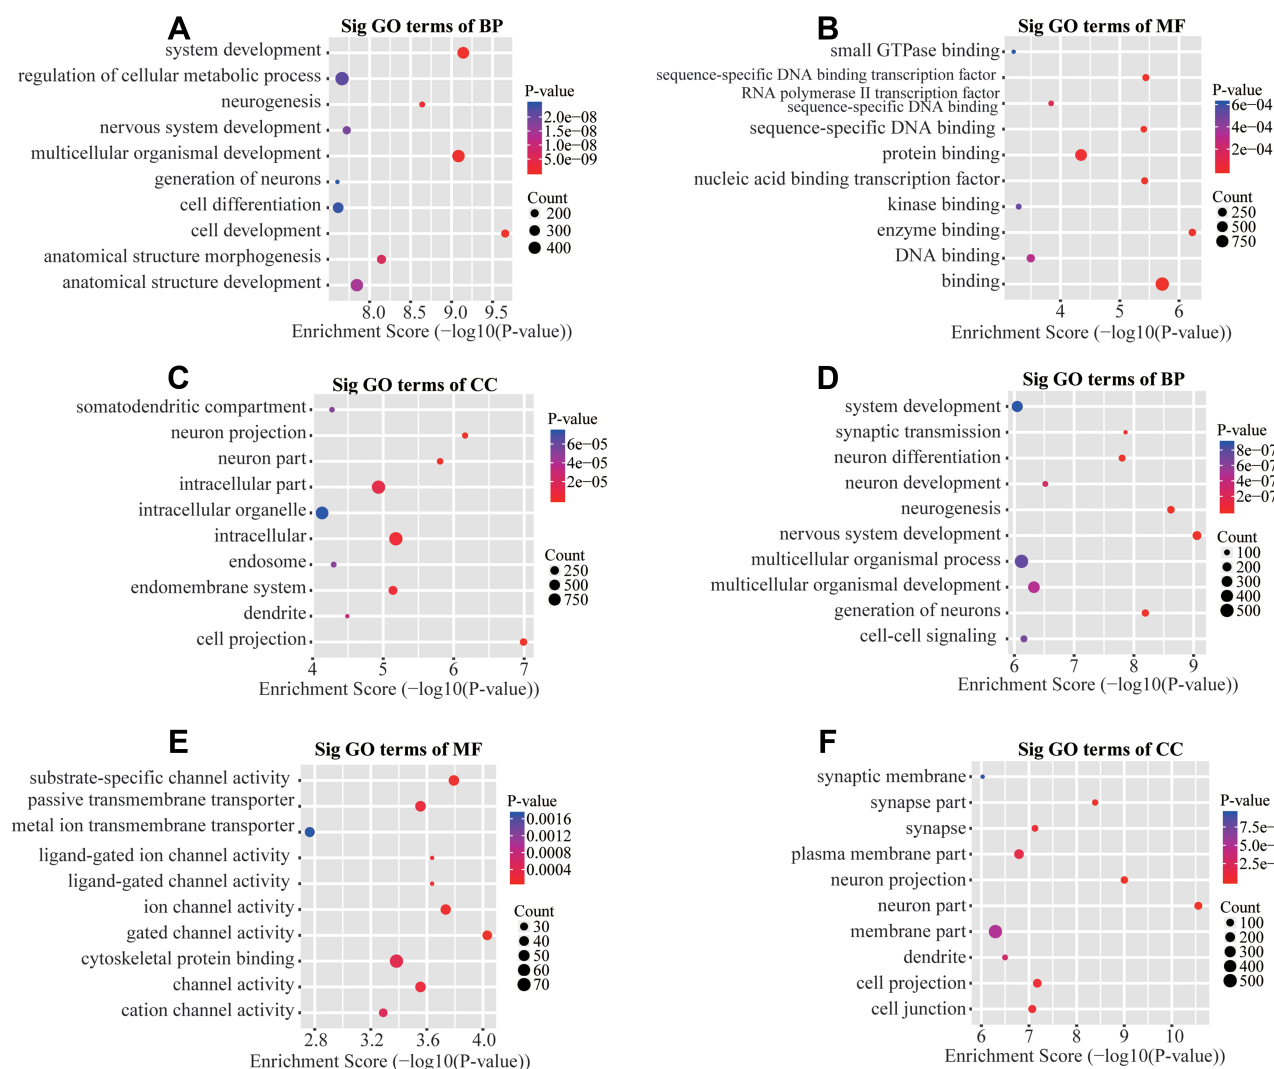 A
Sig GO terms of BP
system development
regulation of cellular metabolic process
neurogenesis
nervous system development
multicellular organismal development
generation of neurons
cell differentiation
cell development
anatomical structure morphogenesis
anatomical structure development
8.0 8.5 9.0 9.5
Enrichment Score (−log10(P-value))
P-value
2.0e−08
1.5e−08
1.0e−08
5.0e−09
Count
200
300
400
B
Sig GO terms of MF
small GTPase binding
sequence-specific DNA binding transcription factor
RNA polymerase II transcription factor
sequence-specific DNA binding
sequence-specific DNA binding
protein binding
nucleic acid binding transcription factor
kinase binding
enzyme binding
DNA binding
binding
4 5 6
Enrichment Score (−log10(P-value))
P-value
6e−04
4e−04
2e−04
Count
250
500
750
C
Sig GO terms of CC
somatodendritic compartment
neuron projection
neuron part
intracellular part
intracellular organelle
intracellular
endosome
endomembrane system
dendrite
cell projection
4 5 6 7
Enrichment Score (−log10(P-value))
P-value
6e−05
4e−05
2e−05
Count
250
500
750
D
Sig GO terms of BP
system development
synaptic transmission
neuron differentiation
neuron development
neurogenesis
nervous system development
multicellular organismal process
multicellular organismal development
generation of neurons
cell-cell signaling
6 7 8 9
Enrichment Score (−log10(P-value))
P-value
8e−07
6e−07
4e−07
2e−07
Count
100
200
300
400
500
E
Sig GO terms of MF
substrate-specific channel activity
passive transmembrane transporter
metal ion transmembrane transporter
ligand-gated ion channel activity
ligand-gated channel activity
ion channel activity
gated channel activity
cytoskeletal protein binding
channel activity
cation channel activity
2.8 3.2 3.6 4.0
Enrichment Score (−log10(P-value))
P-value
0.0016
0.0012
0.0008
0.0004
Count
30
40
50
60
70
F
Sig GO terms of CC
synaptic membrane
synapse part
synapse
plasma membrane part
neuron projection
neuron part
membrane part
dendrite
cell projection
cell junction
6 7 8 9 10
Enrichment Score (−log10(P-value))
P-value
7.5e−
5.0e−
2.5e−
Count
100
200
300
400
500